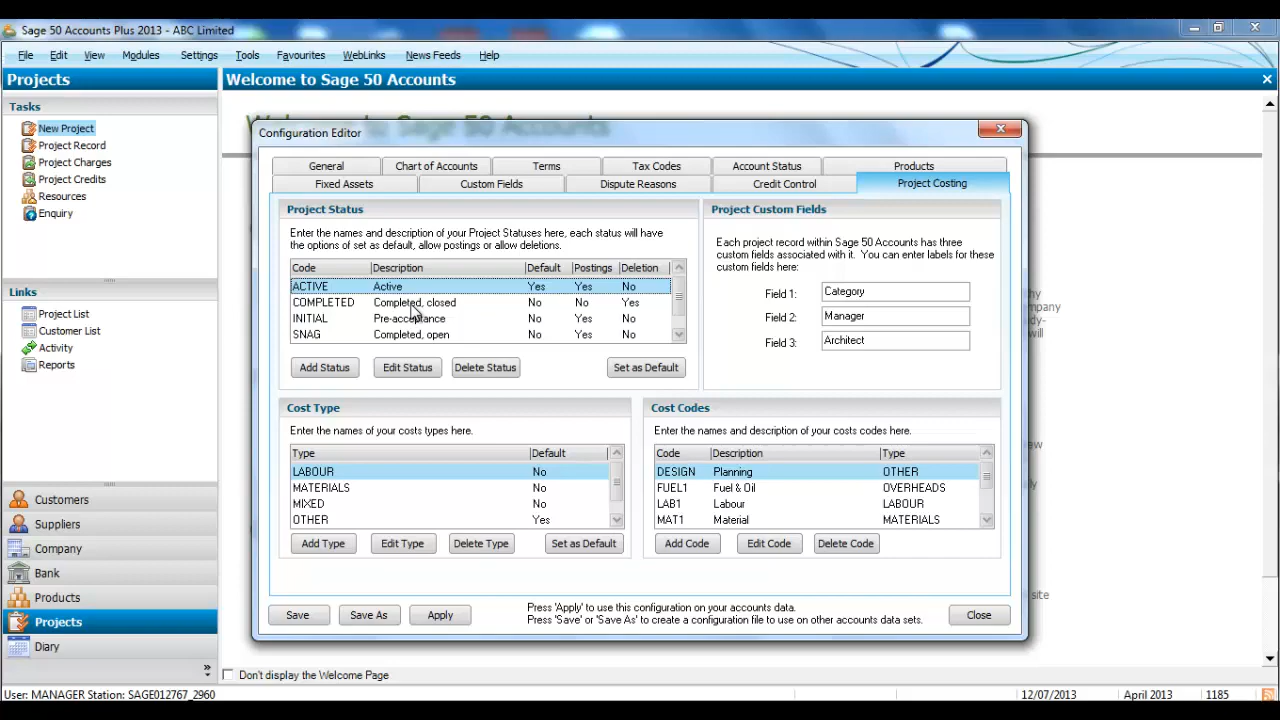 Sage 50 Accounts Plus 2013 - ABC Limited
File Edit View Modules Settings Tools Favourites WebLinks News Feeds Help
Projects
Welcome to Sage 50 Accounts
Tasks
New Project
Project Record
Project Charges
Project Credits
Resources
Enquiry
Links
Project List
Customer List
Activity
Reports
Customers
Suppliers
Company
Bank
Products
Projects
Diary
Welcome to Sage 50 Accounts
Configuration Editor
General Chart of Accounts Terms Tax Codes Account Status Products
Fixed Assets Custom Fields Dispute Reasons Credit Control Project Costing
Project Status
Enter the names and description of your Project Statuses here, each status will have
the options of set as default, allow postings or allow deletions.
Code Description Default Postings Deletion
ACTIVE Active Yes Yes No
COMPLETED Completed, closed No No Yes
INITIAL Pre-acceptance No Yes No
SNAG Completed, open No Yes No
Add Status Edit Status Delete Status Set as Default
Project Custom Fields
Each project record within Sage 50 Accounts has three
custom fields associated with it. You can enter labels for these
custom fields here:
Field 1: Category
Field 2: Manager
Field 3: Architect
Cost Type
Enter the names of your costs types here.
Type Default
LABOUR No
MATERIALS No
MIXED No
OTHER Yes
Add Type Edit Type Delete Type Set as Default
Cost Codes
Enter the names and description of your costs codes here.
Code Description Type
DESIGN Planning OTHER
FUEL1 Fuel & Oil OVERHEADS
LAB1 Labour LABOUR
MAT1 Material MATERIALS
Add Code Edit Code Delete Code
Save Save As Apply
Press 'Apply' to use this configuration on your accounts data.
Press 'Save' or 'Save As' to create a configuration file to use on other accounts data sets.
Close
Don't display the Welcome Page
User: MANAGER Station: SAGE012767_2960 12/07/2013 April 2013 1185